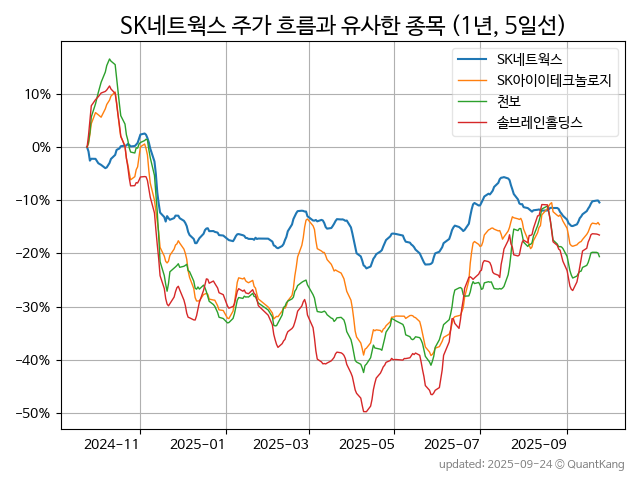 SK네트웍스 주가 흐름과 유사한 종목 (1년, 5일선)
SK네트웍스
SK아이이테크놀로지
천보
솔브레인홀딩스
10%
0%
−10%
−20%
−30%
−40%
−50%
2024-11
2025-01
2025-03
2025-05
2025-07
2025-09
updated: 2025-09-24 © QuantKang